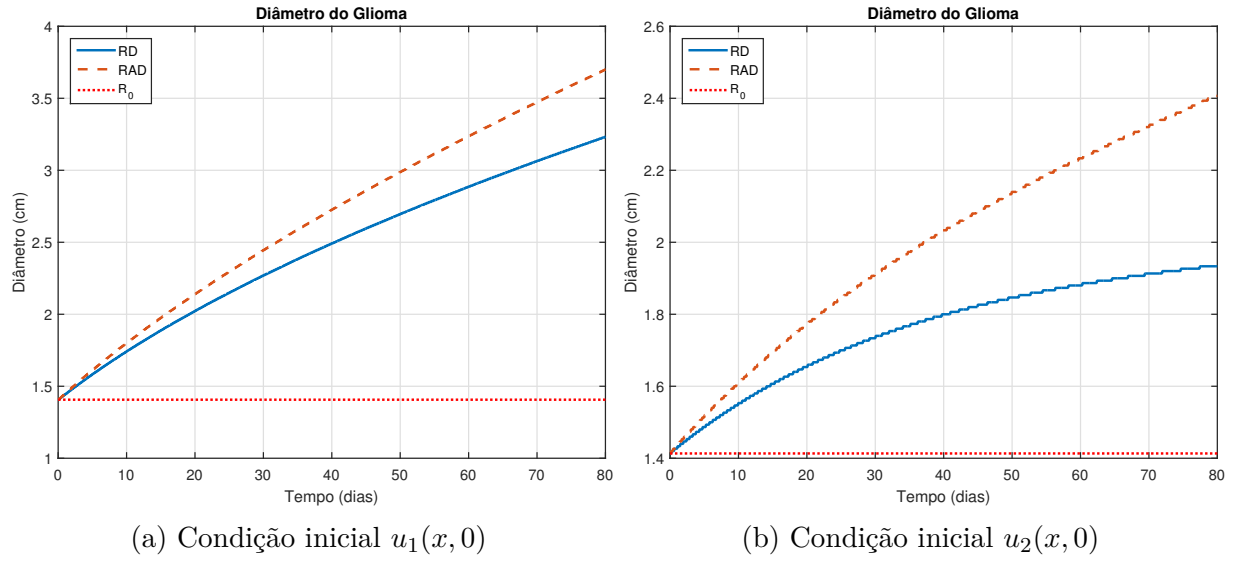 Diâmetro do Glioma
4
3.5
3
2.5
2
1.5
1
Diâmetro (cm)
RD
RAD
R0
0 10 20 30 40 50 60 70 80
Tempo (dias)
(a) Condição inicial u1(x, 0)
Diâmetro do Glioma
2.6
2.4
2.2
2
1.8
1.6
1.4
Diâmetro (cm)
RD
RAD
R0
0 10 20 30 40 50 60 70 80
Tempo (dias)
(b) Condição inicial u2(x, 0)